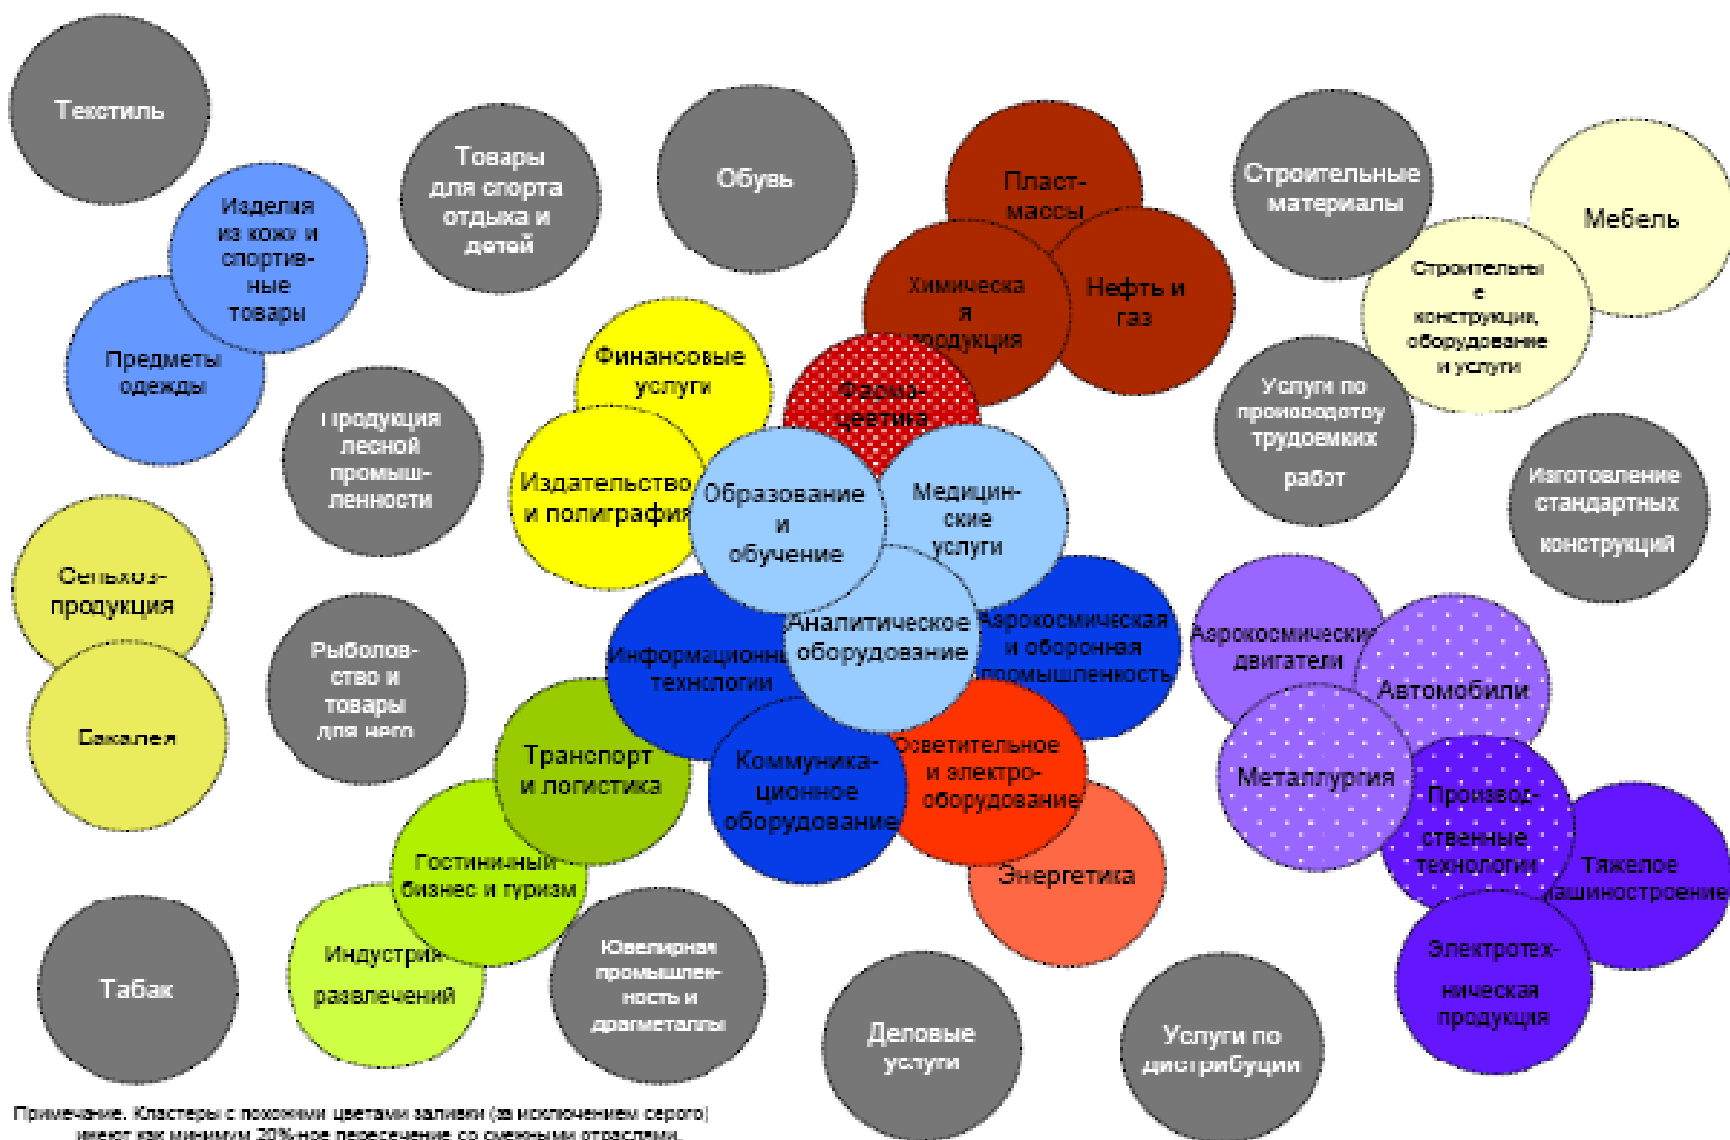 Текстиль
Товары
для спорта
отдыха и
детей
Обувь
Пласт-
массы
Строительные
материалы
Мебель
Изделия
из кожи и
спортив-
ные
товары
Предметы
одежды
Химическа
я
продукция
Нефть и
газ
Строительны
е
конструкции,
оборудование
и услуги
Финансовые
услуги
Фарма-
цевтика
Услуги по
производству
трудоемких
работ
Продукция
лесной
промыш-
ленности
Издательство
и полиграфия
Образование
и
обучение
Медицин-
ские
услуги
Изготовление
стандартных
конструкций
Сельхоз-
продукция
Бакалея
Рыболов-
ство и
товары
для него
Информационн
технологии
Аналитическое
оборудование
Аэрокосмическая
и оборонная
промышленность
Аэрокосмические
двигатели
Автомобили
Металлургия
Транспорт
и логистика
Коммуника-
ционное
оборудование
Осветительное
и электро-
оборудование
Производ-
ственные
технологии
Тяжелое
машиностроение
Гостиничный
бизнес и туризм
Энергетика
Индустрия
развлечений
Ювелирная
промышлен-
ность и
драгметаллы
Электротех-
ническая
продукция
Табак
Деловые
услуги
Услуги по
дистрибуции
Примечание. Кластеры с похожими цветами заливки (за исключением серого)
имеют как минимум 20%-ное пересечение со смежными отраслями.